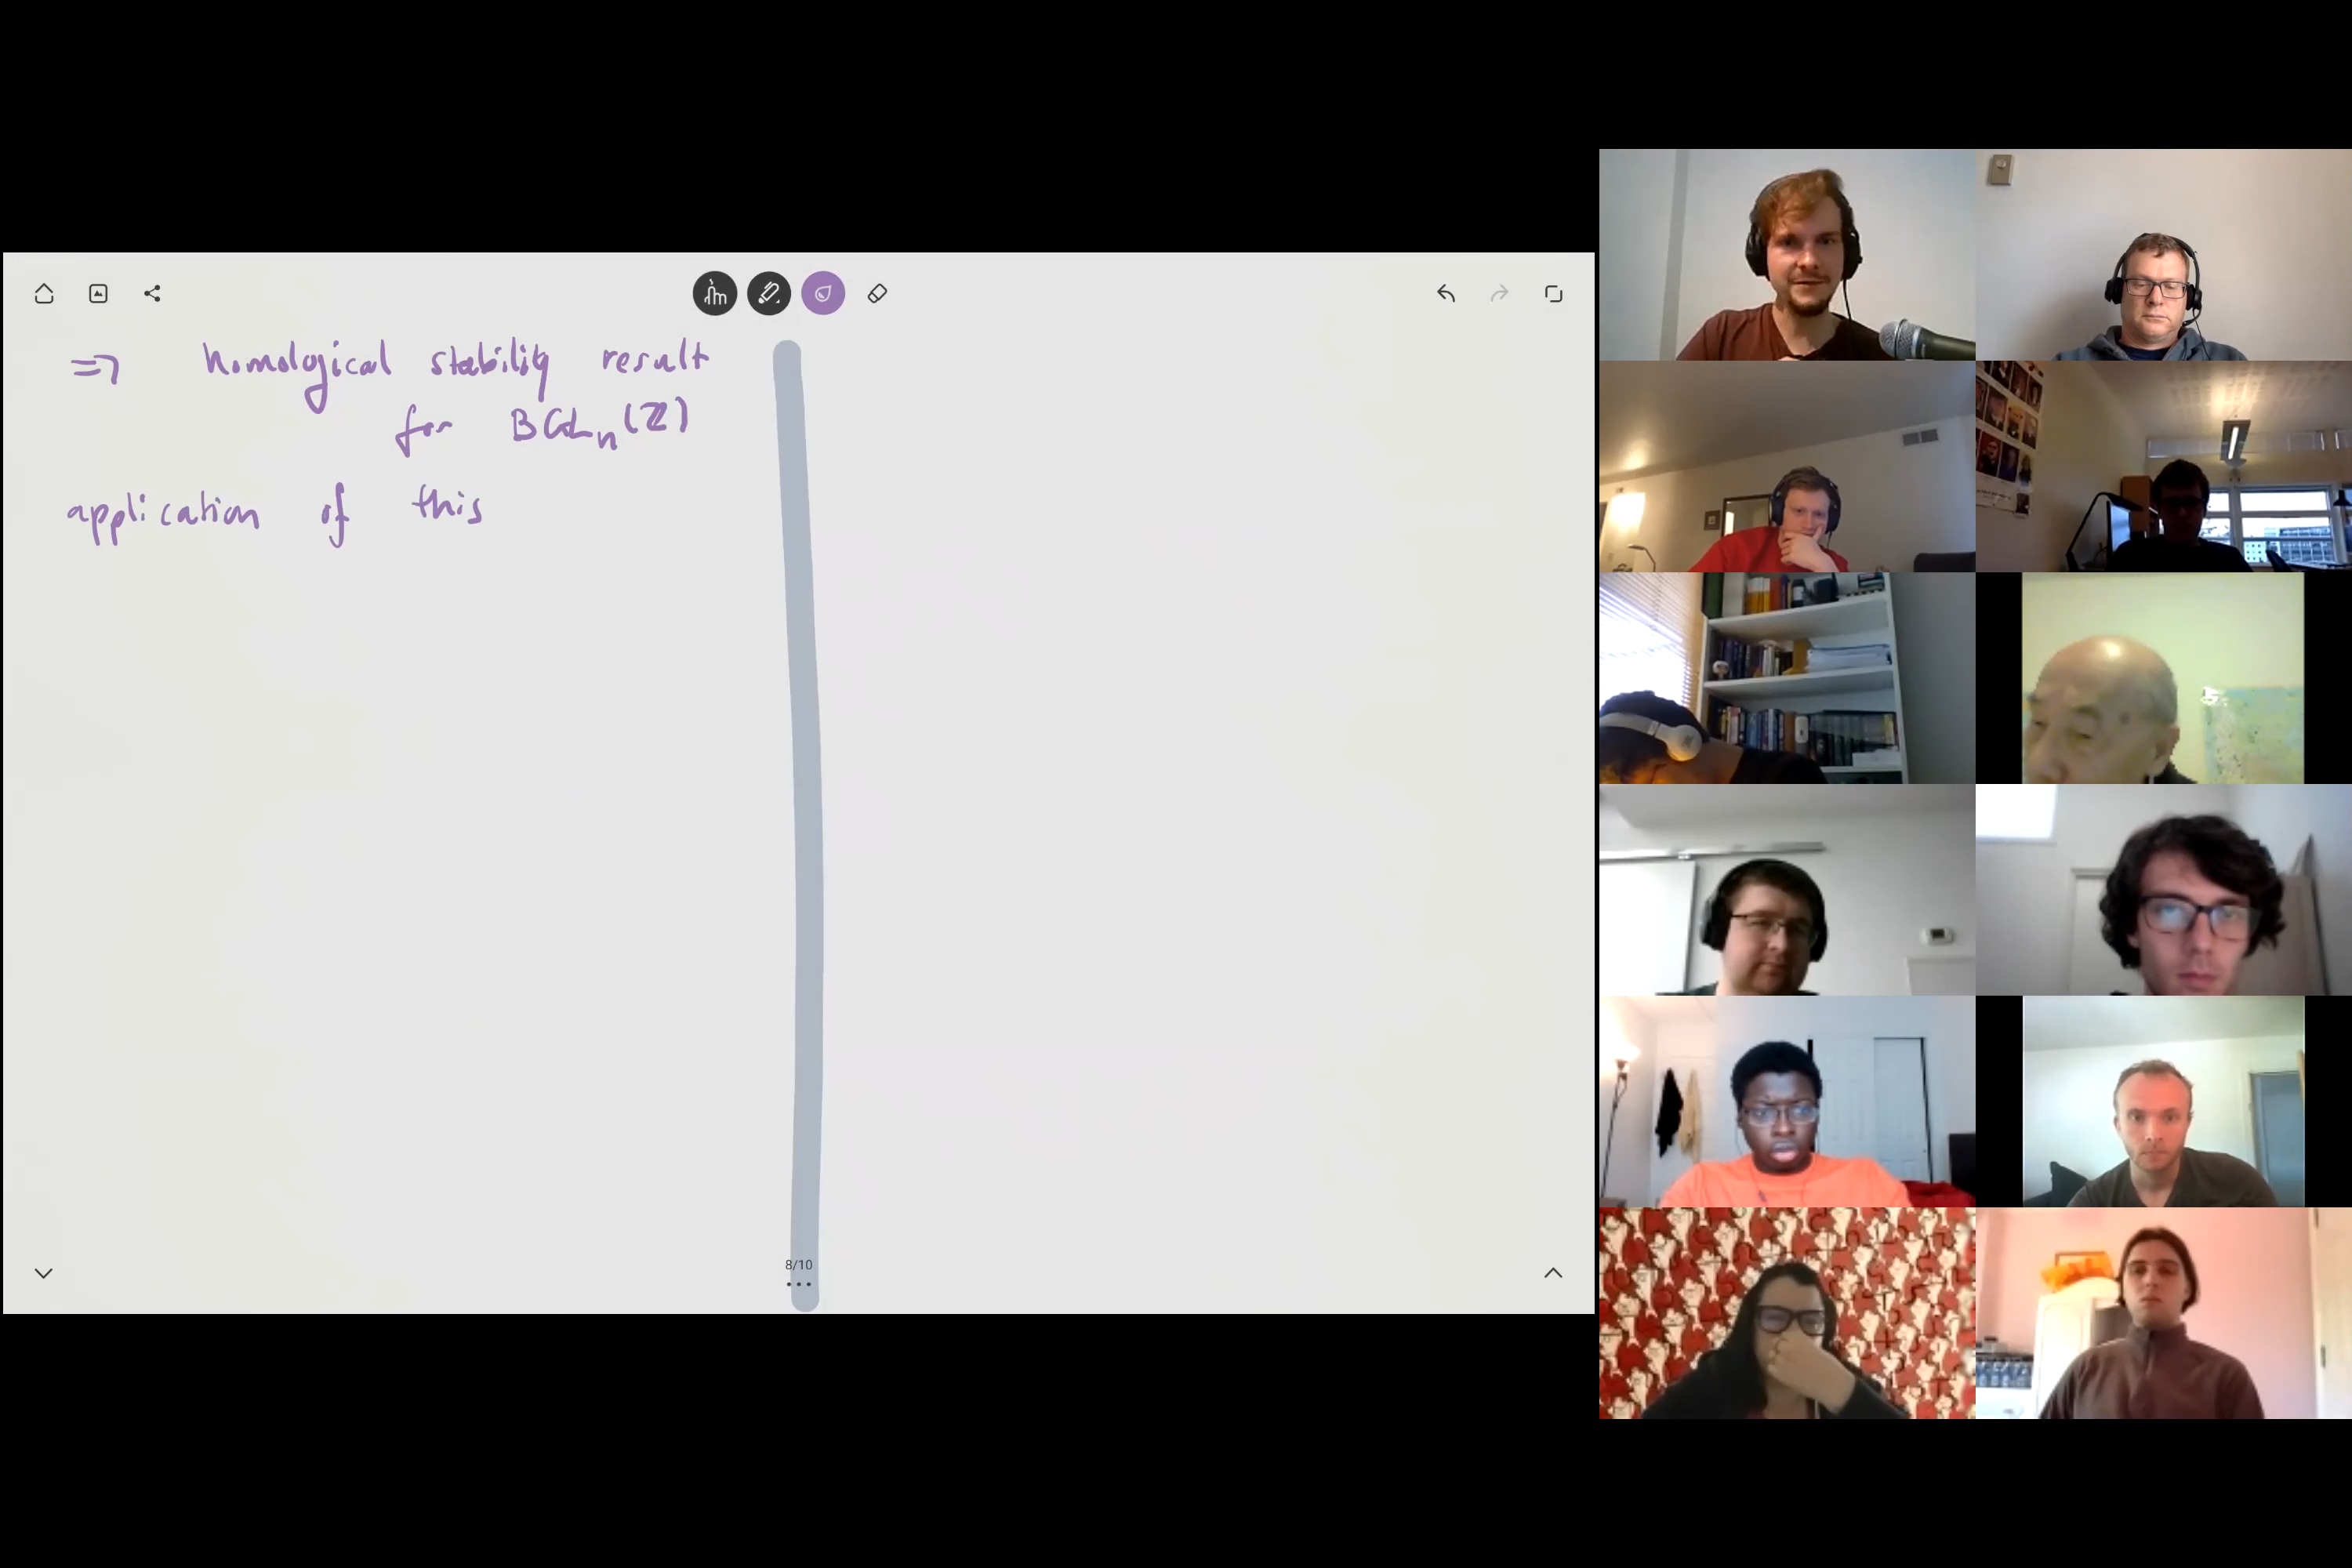 => homological stability result
for BGLn(ℤ)
application of this
8/10